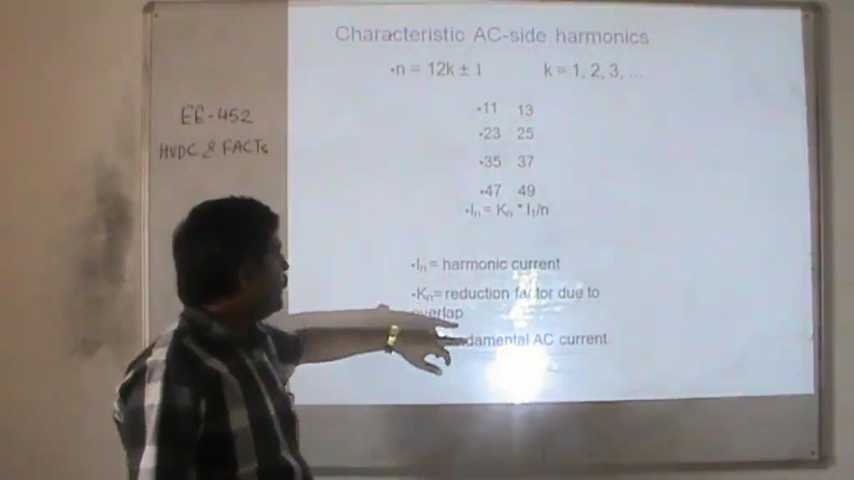 Characteristic AC-side harmonics
•n = 12k ± 1 k = 1, 2, 3, ...
•11 13
•23 25
•35 37
•47 49
•Iₙ = Kₙ * I₁/n
•Iₙ = harmonic current
•Kₙ=reduction factor due to
overlap
AC current
EE-452
HVDC & FACTs